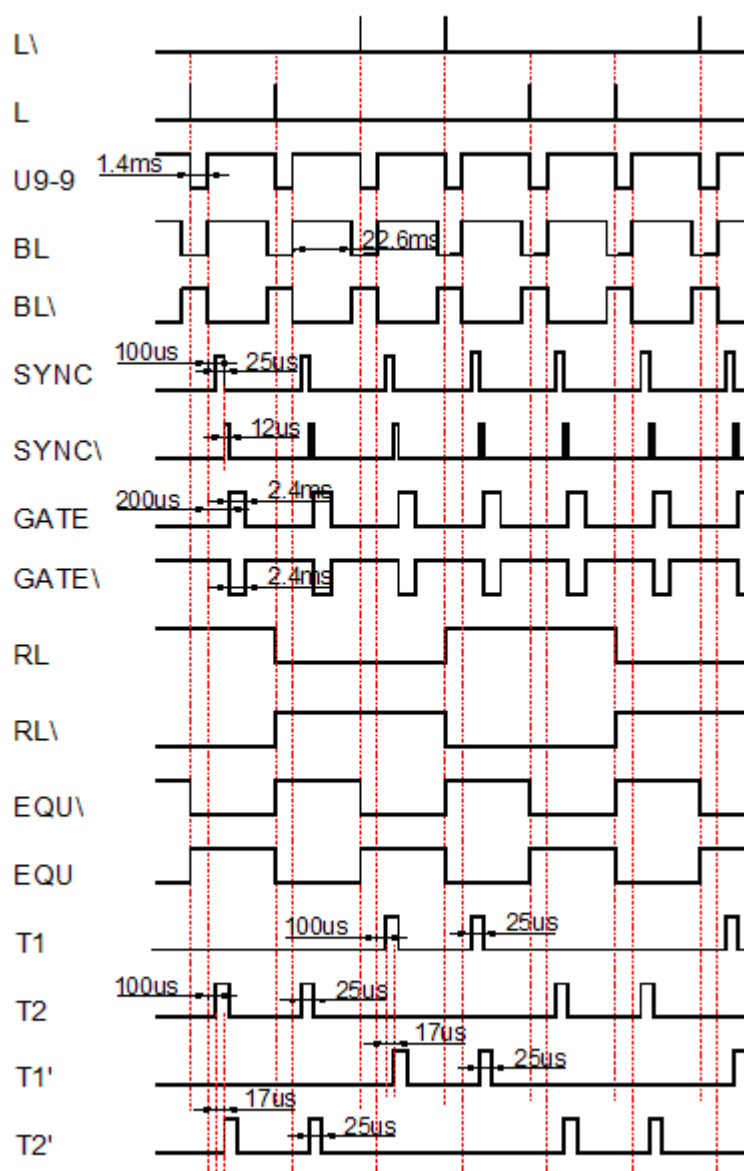 L\
L
1.4ms
U9-9
BL
22.6ms
BL\
100us
25us
SYNC
12us
SYNC\
2.4ms
200us
GATE
GATE\
2.4ms
RL
RL\
EQU\
EQU
100us
25us
T1
100us
25us
T2
17us
25us
T1'
17us
25us
T2'